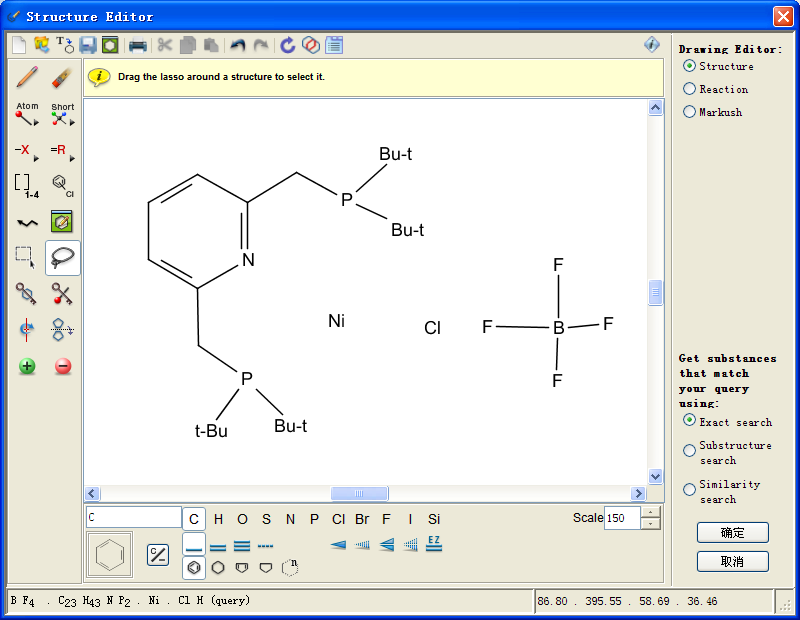 Structure Editor
Drag the lasso around a structure to select it.
Drawing Editor:
Structure
Reaction
Markush
Atom
Short
-X
=R
1-4
Cl
Bu-t
P
Bu-t
N
Ni
Cl
F
F
B
F
F
P
t-Bu
Bu-t
Get substances
that match
your query
using:
Exact search
Substructure
search
Similarity
search
C
C H O S N P Cl Br F I Si
Scale 150
EZ
n
确定
取消
B F4 . C23 H43 N P2 . Ni . Cl H (query)
86.80 . 395.55 . 58.69 . 36.46